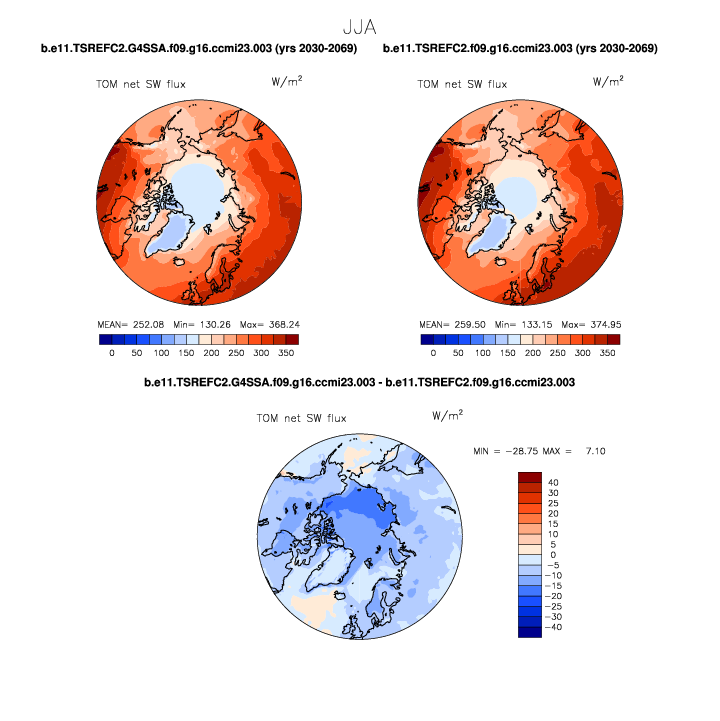 JJA
b.e11.TSREFC2.G4SSA.f09.g16.ccmi23.003 (yrs 2030-2069) b.e11.TSREFC2.f09.g16.ccmi23.003 (yrs 2030-2069)
TOM net SW flux W/m² TOM net SW flux W/m²
MEAN= 252.08 Min= 130.26 Max= 368.24 MEAN= 259.50 Min= 133.15 Max= 374.95
0 50 100 150 200 250 300 350 0 50 100 150 200 250 300 350
b.e11.TSREFC2.G4SSA.f09.g16.ccmi23.003 - b.e11.TSREFC2.f09.g16.ccmi23.003
TOM net SW flux W/m²
MIN = -28.75 MAX = 7.10
40
30
25
20
15
10
5
0
-5
-10
-15
-20
-25
-30
-40